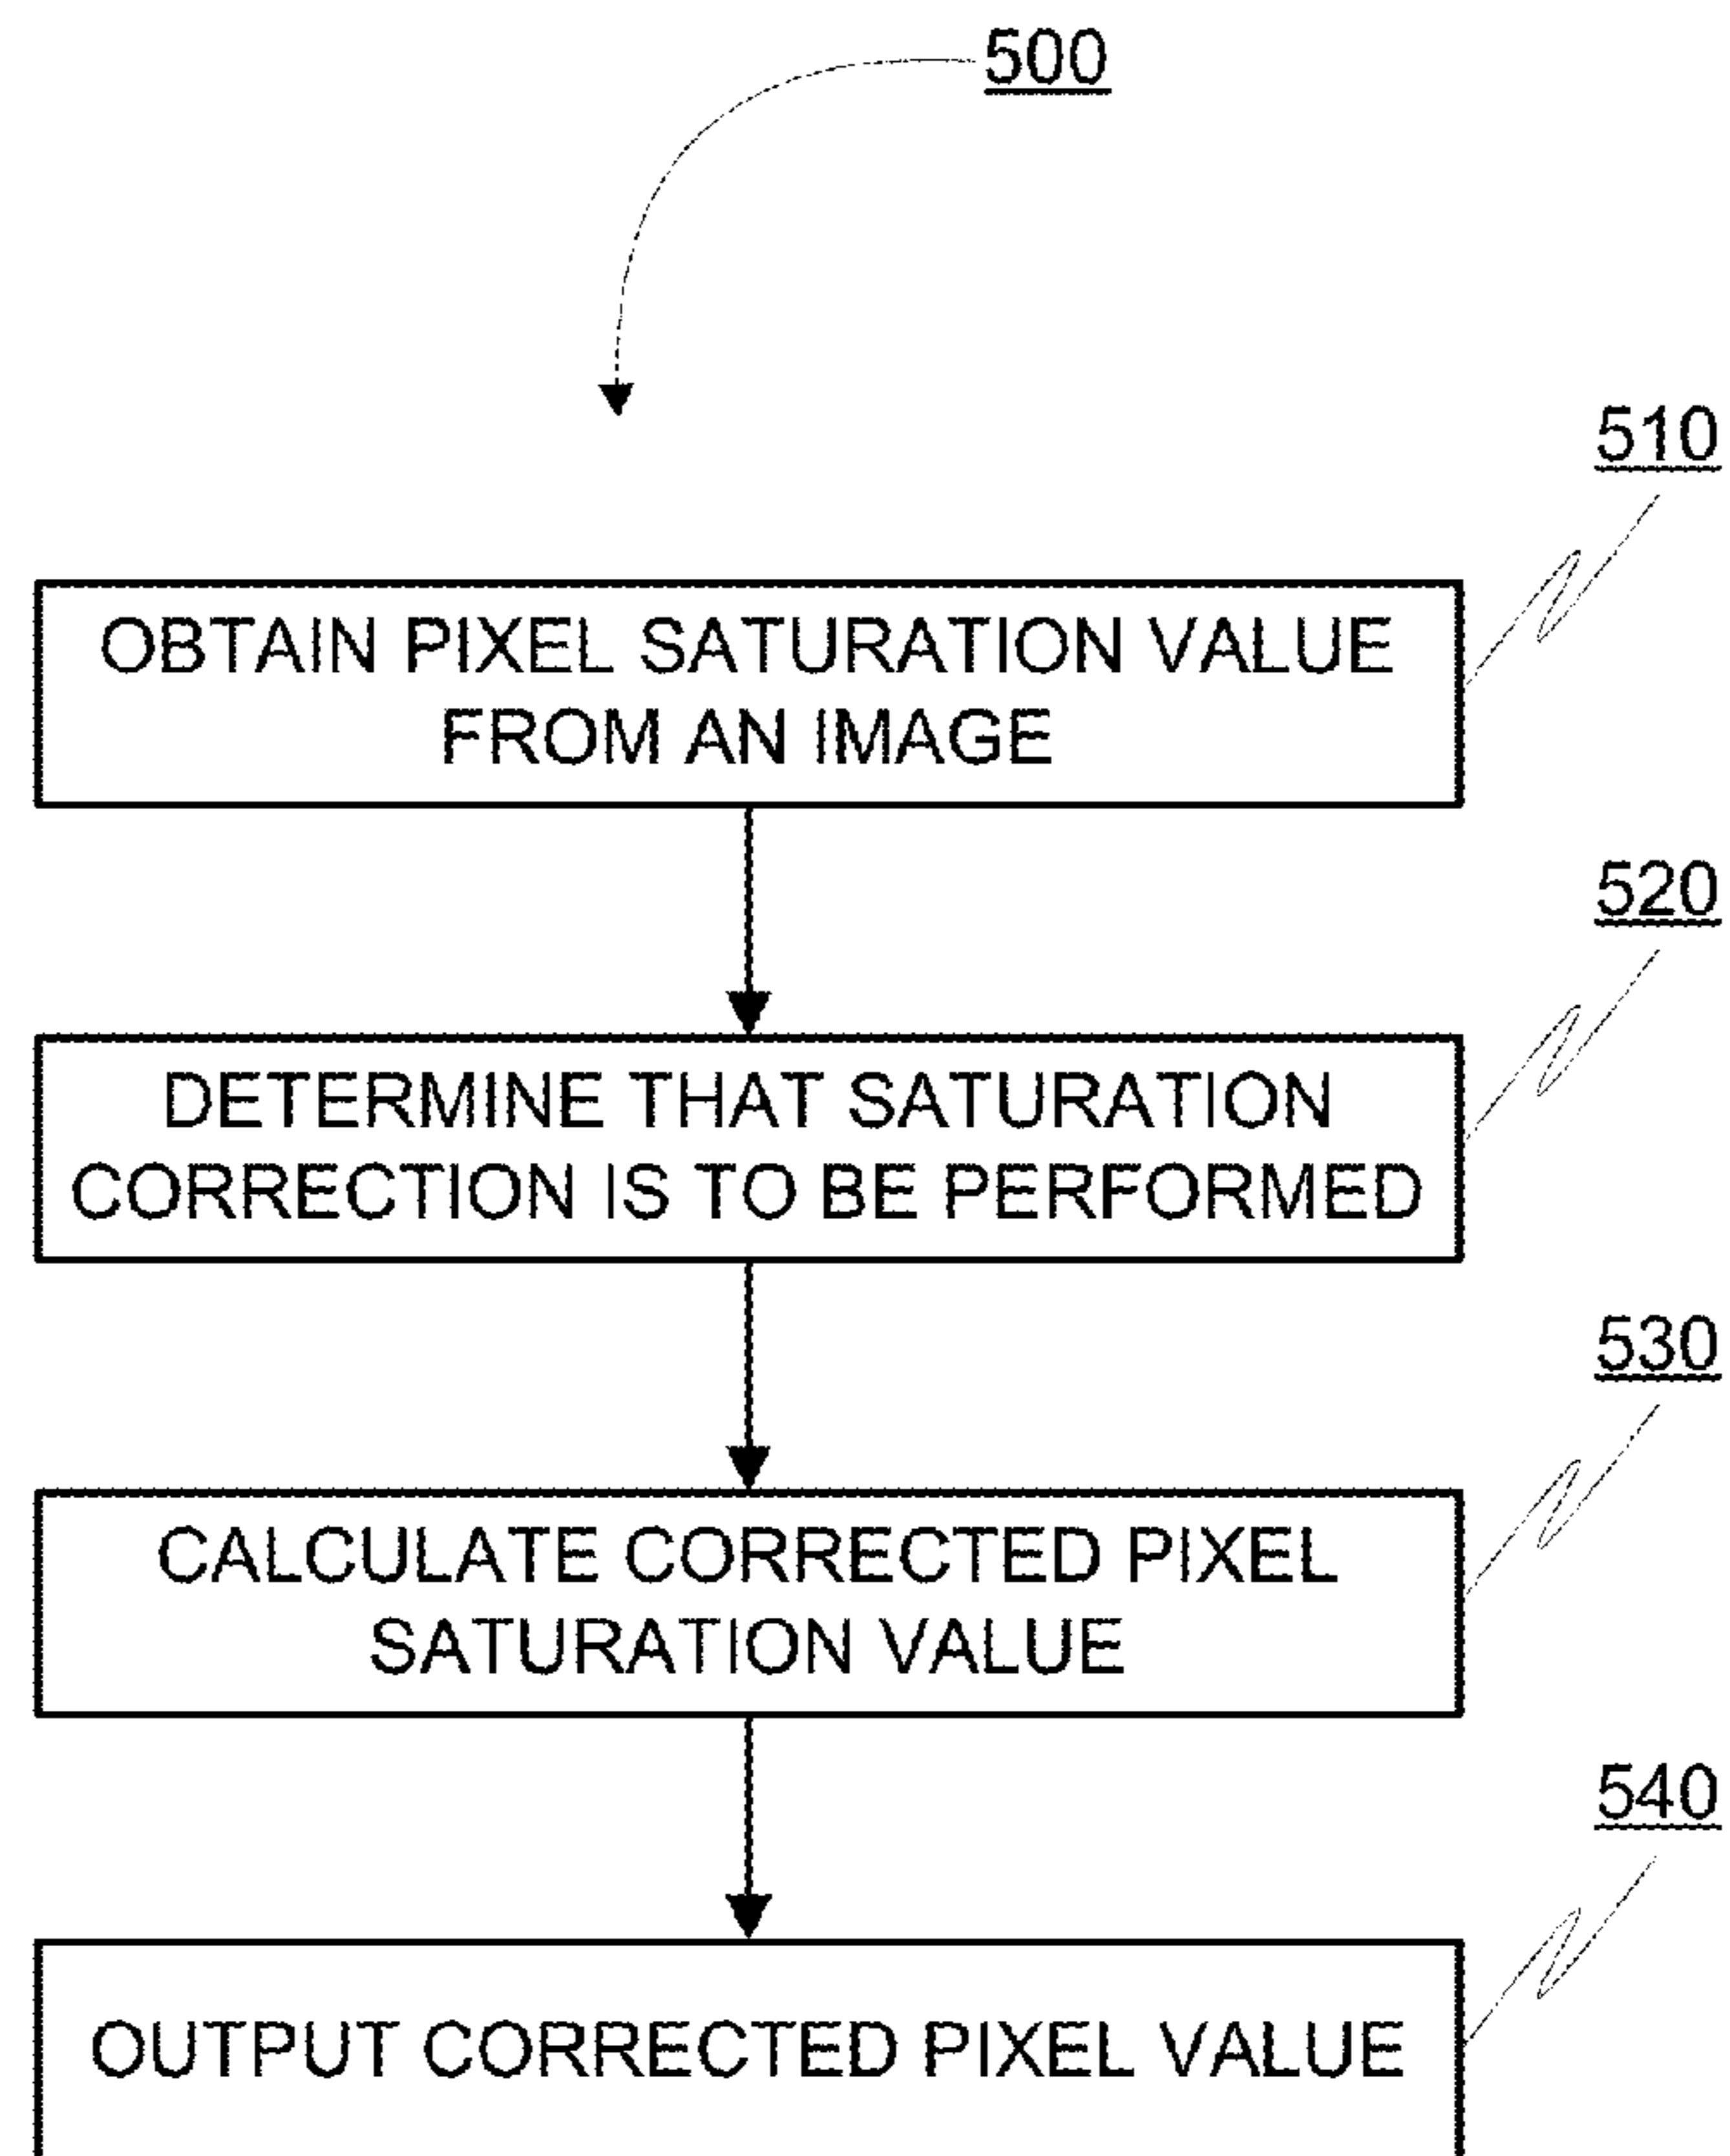 500
510
OBTAIN PIXEL SATURATION VALUE
FROM AN IMAGE
520
DETERMINE THAT SATURATION
CORRECTION IS TO BE PERFORMED
530
CALCULATE CORRECTED PIXEL
SATURATION VALUE
540
OUTPUT CORRECTED PIXEL VALUE